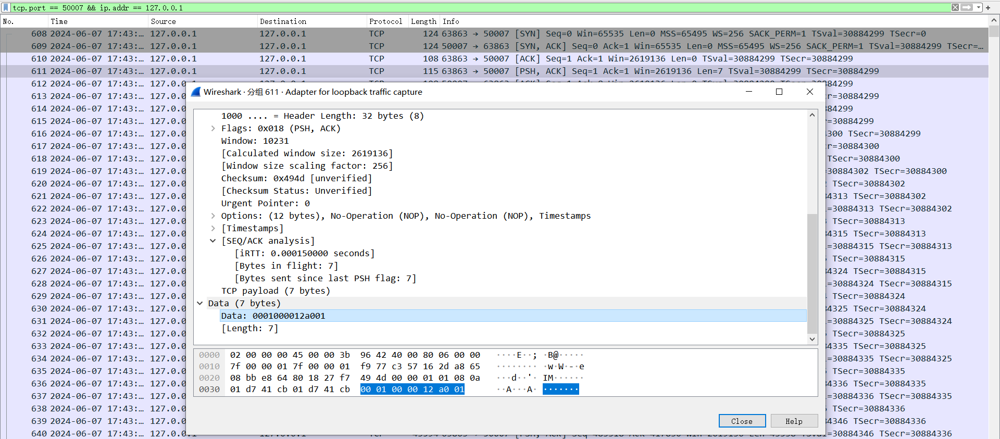 tcp.port == 50007 && ip.addr == 127.0.0.1
No. Time Source Destination Protocol Length Info
608 2024-06-07 17:43:… 127.0.0.1 127.0.0.1 TCP 124 63863 → 50007 [SYN] Seq=0 Win=65535 Len=0 MSS=65495 WS=256 SACK_PERM=1 TSval=30884299 TSecr=0
609 2024-06-07 17:43:… 127.0.0.1 127.0.0.1 TCP 124 50007 → 63863 [SYN, ACK] Seq=0 Ack=1 Win=65535 Len=0 MSS=65495 WS=256 SACK_PERM=1 TSval=30884299 TSecr=…
610 2024-06-07 17:43:… 127.0.0.1 127.0.0.1 TCP 108 63863 → 50007 [ACK] Seq=1 Ack=1 Win=2619136 Len=0 TSval=30884299 TSecr=30884299
611 2024-06-07 17:43:… 127.0.0.1 127.0.0.1 TCP 115 63863 → 50007 [PSH, ACK] Seq=1 Ack=1 Win=2619136 Len=7 TSval=30884299 TSecr=30884299
612 2024-06-07 17:43:… 127.0.0.1 84299
613 2024-06-07 17:43:… 127.0.0 r=30884299
614 2024-06-07 17:43:… 127.0.0 84299
615 2024-06-07 17:43:… 127.0.0 =30884299
616 2024-06-07 17:43:… 127.0.0 300 TSecr=30884299
617 2024-06-07 17:43:… 127.0.0 r=30884300
618 2024-06-07 17:43:… 127.0.0 TSecr=30884300
619 2024-06-07 17:43:… 127.0.0 =30884302 TSecr=30884300
620 2024-06-07 17:43:… 127.0.0 TSecr=30884302
621 2024-06-07 17:43:… 127.0.0 4313 TSecr=30884302
622 2024-06-07 17:43:… 127.0.0 =30884313 TSecr=30884302
623 2024-06-07 17:43:… 127.0.0 TSecr=30884313
624 2024-06-07 17:43:… 127.0.0 4315 TSecr=30884313
625 2024-06-07 17:43:… 127.0.0 =30884315 TSecr=30884313
626 2024-06-07 17:43:… 127.0.0 TSecr=30884315
627 2024-06-07 17:43:… 127.0.0 4324 TSecr=30884315
628 2024-06-07 17:43:… 127.0.0 =30884324 TSecr=30884315
629 2024-06-07 17:43:… 127.0.0 TSecr=30884324
630 2024-06-07 17:43:… 127.0.0 4325 TSecr=30884324
631 2024-06-07 17:43:… 127.0.0 =30884325 TSecr=30884324
632 2024-06-07 17:43:… 127.0.0 TSecr=30884325
633 2024-06-07 17:43:… 127.0.0 4335 TSecr=30884325
634 2024-06-07 17:43:… 127.0.0 =30884335 TSecr=30884325
635 2024-06-07 17:43:… 127.0.0 TSecr=30884335
636 2024-06-07 17:43:… 127.0.0 4336 TSecr=30884335
637 2024-06-07 17:43:… 127.0.0 =30884336 TSecr=30884335
638 2024-06-07 17:43:… 127.0.0 TSecr=30884336
639 2024-06-07 17:43:… 127.0.0 4346 TSecr=30884336
640 2024-06-07 17:43:… 127.0.0.1 =30884346 TSecr=30884336
Wireshark · 分组 611 · Adapter for loopback traffic capture
1000 .... = Header Length: 32 bytes (8)
Flags: 0x018 (PSH, ACK)
Window: 10231
[Calculated window size: 2619136]
[Window size scaling factor: 256]
Checksum: 0x494d [unverified]
[Checksum Status: Unverified]
Urgent Pointer: 0
Options: (12 bytes), No-Operation (NOP), No-Operation (NOP), Timestamps
[Timestamps]
[SEQ/ACK analysis]
[iRTT: 0.000150000 seconds]
[Bytes in flight: 7]
[Bytes sent since last PSH flag: 7]
TCP payload (7 bytes)
Data (7 bytes)
Data: 0001000012a001
[Length: 7]
0000 02 00 00 00 45 00 00 3b 96 42 40 00 80 06 00 00 ····E··; ·B@·····
0010 7f 00 00 01 7f 00 00 01 f9 77 c3 57 16 2d a8 65 ········ ·w·W·-·e
0020 08 bb e8 64 80 18 27 f7 49 4d 00 00 01 01 08 0a ···d··'· IM······
0030 01 d7 41 cb 01 d7 41 cb 00 01 00 00 12 a0 01 ··A···A· ·······
Close Help